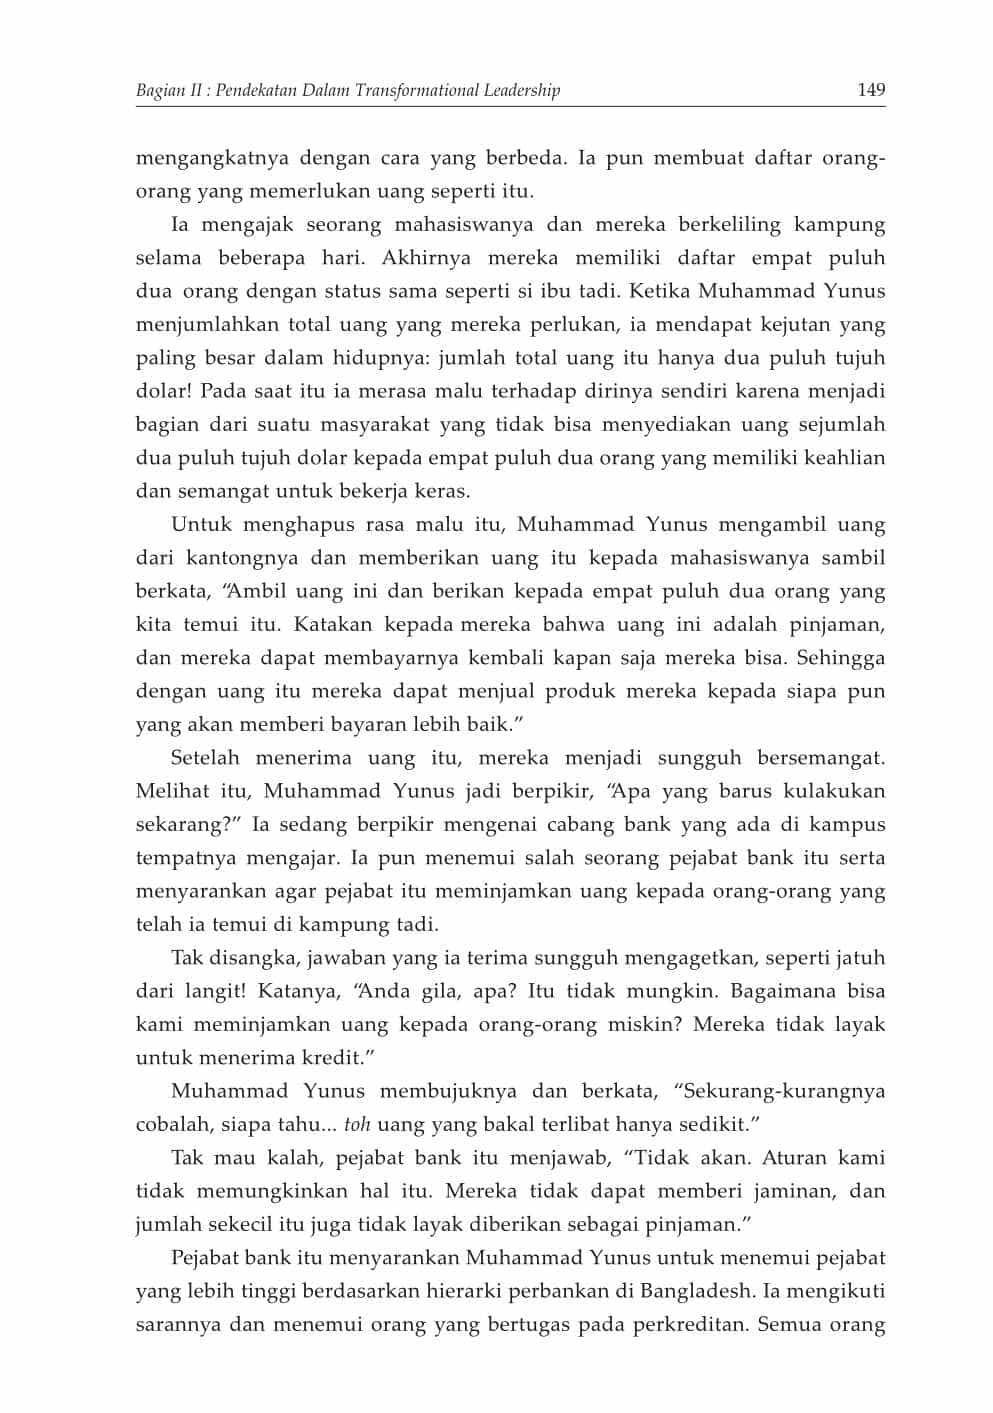 Bagian II : Pendekatan Dalam Transformational Leadership 149
mengangkatnya dengan cara yang berbeda. Ia pun membuat daftar orang-
orang yang memerlukan uang seperti itu.
Ia mengajak seorang mahasiswanya dan mereka berkeliling kampung
selama beberapa hari. Akhirnya mereka memiliki daftar empat puluh
dua orang dengan status sama seperti si ibu tadi. Ketika Muhammad Yunus
menjumlahkan total uang yang mereka perlukan, ia mendapat kejutan yang
paling besar dalam hidupnya: jumlah total uang itu hanya dua puluh tujuh
dolar! Pada saat itu ia merasa malu terhadap dirinya sendiri karena menjadi
bagian dari suatu masyarakat yang tidak bisa menyediakan uang sejumlah
dua puluh tujuh dolar kepada empat puluh dua orang yang memiliki keahlian
dan semangat untuk bekerja keras.
Untuk menghapus rasa malu itu, Muhammad Yunus mengambil uang
dari kantongnya dan memberikan uang itu kepada mahasiswanya sambil
berkata, “Ambil uang ini dan berikan kepada empat puluh dua orang yang
kita temui itu. Katakan kepada mereka bahwa uang ini adalah pinjaman,
dan mereka dapat membayarnya kembali kapan saja mereka bisa. Sehingga
dengan uang itu mereka dapat menjual produk mereka kepada siapa pun
yang akan memberi bayaran lebih baik.”
Setelah menerima uang itu, mereka menjadi sungguh bersemangat.
Melihat itu, Muhammad Yunus jadi berpikir, “Apa yang barus kulakukan
sekarang?” Ia sedang berpikir mengenai cabang bank yang ada di kampus
tempatnya mengajar. Ia pun menemui salah seorang pejabat bank itu serta
menyarankan agar pejabat itu meminjamkan uang kepada orang-orang yang
telah ia temui di kampung tadi.
Tak disangka, jawaban yang ia terima sungguh mengagetkan, seperti jatuh
dari langit! Katanya, “Anda gila, apa? Itu tidak mungkin. Bagaimana bisa
kami meminjamkan uang kepada orang-orang miskin? Mereka tidak layak
untuk menerima kredit.”
Muhammad Yunus membujuknya dan berkata, “Sekurang-kurangnya
cobalah, siapa tahu... toh uang yang bakal terlibat hanya sedikit.”
Tak mau kalah, pejabat bank itu menjawab, “Tidak akan. Aturan kami
tidak memungkinkan hal itu. Mereka tidak dapat memberi jaminan, dan
jumlah sekecil itu juga tidak layak diberikan sebagai pinjaman.”
Pejabat bank itu menyarankan Muhammad Yunus untuk menemui pejabat
yang lebih tinggi berdasarkan hierarki perbankan di Bangladesh. Ia mengikuti
sarannya dan menemui orang yang bertugas pada perkreditan. Semua orang